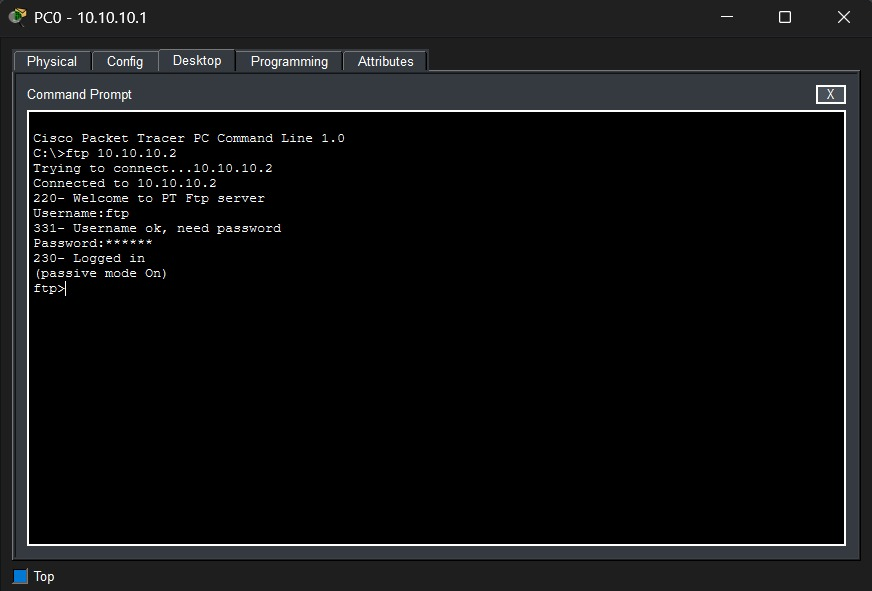 PC0 - 10.10.10.1
Physical Config Desktop Programming Attributes
Command Prompt X
Cisco Packet Tracer PC Command Line 1.0
C:\>ftp 10.10.10.2
Trying to connect...10.10.10.2
Connected to 10.10.10.2
220- Welcome to PT Ftp server
Username:ftp
331- Username ok, need password
Password:******
230- Logged in
(passive mode On)
ftp>
Top